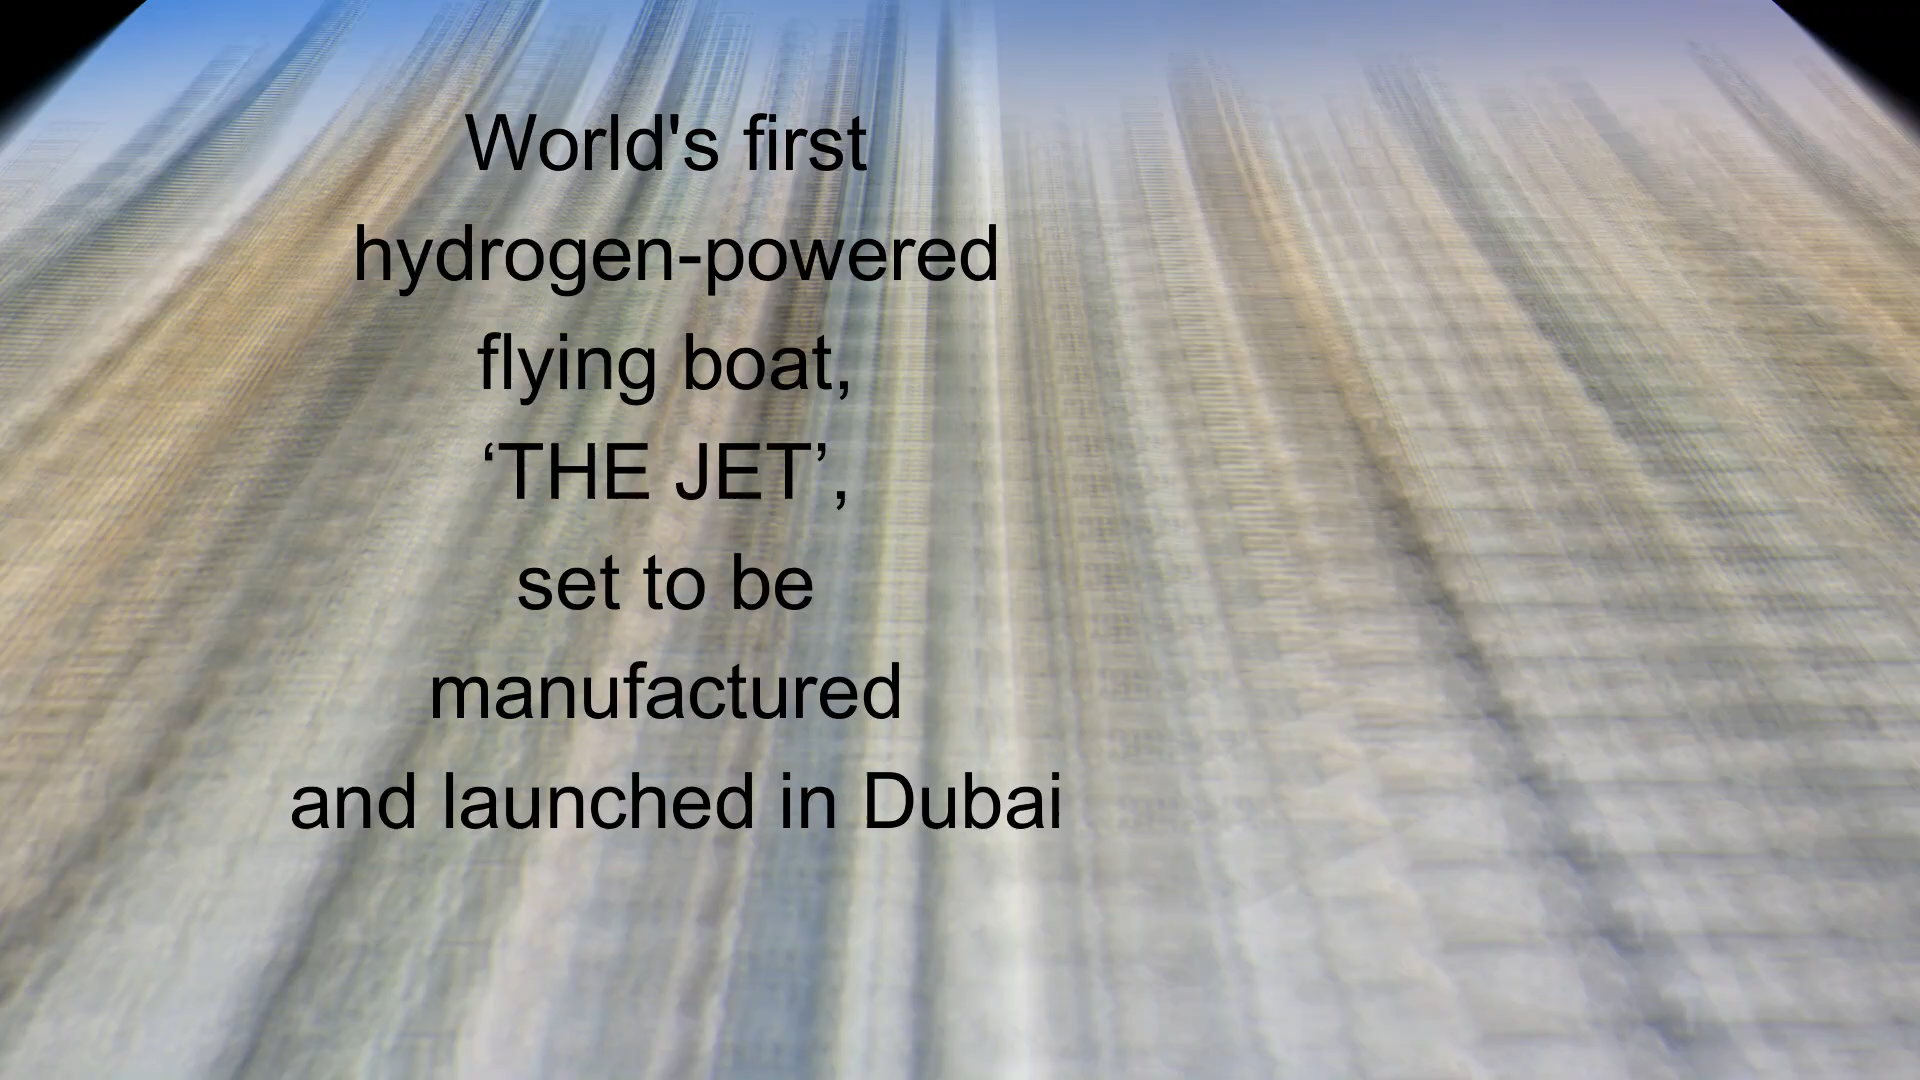 World's first
hydrogen-powered
flying boat,
‘THE JET’,
set to be
manufactured
and launched in Dubai